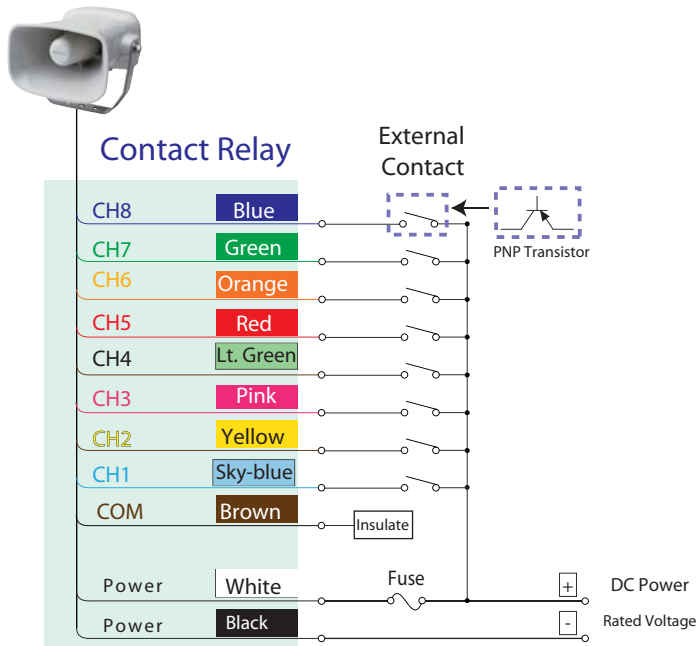 Contact Relay
External
Contact
CH8 Blue
PNP Transistor
CH7 Green
CH6 Orange
CH5 Red
CH4 Lt. Green
CH3 Pink
CH2 Yellow
CH1 Sky-blue
COM Brown
Insulate
Power White Fuse + DC Power
Power Black - Rated Voltage